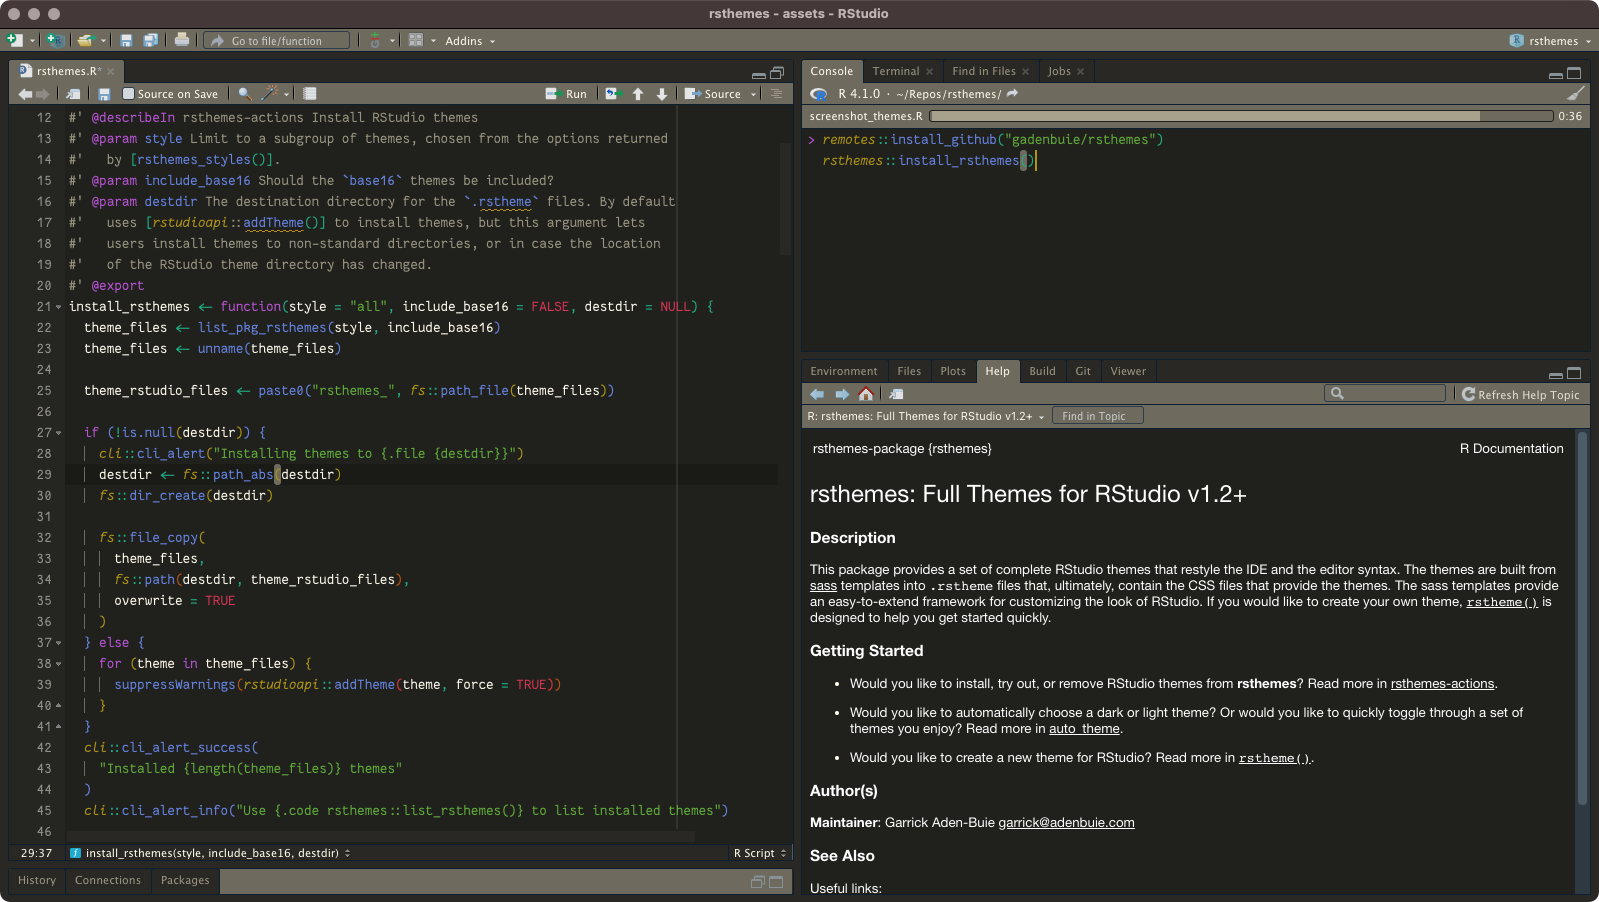 rsthemes - assets - RStudio
Go to file/function
Addins
rsthemes
rsthemes.R*
Source on Save
Run
Source
12 #' @describeIn rsthemes-actions Install RStudio themes
13 #' @param style Limit to a subgroup of themes, chosen from the options returned
14 #'   by [rsthemes_styles()].
15 #' @param include_base16 Should the `base16` themes be included?
16 #' @param destdir The destination directory for the `.rstheme` files. By default
17 #'   uses [rstudioapi::addTheme()] to install themes, but this argument lets
18 #'   users install themes to non-standard directories, or in case the location
19 #'   of the RStudio theme directory has changed.
20 #' @export
21 install_rsthemes <- function(style = "all", include_base16 = FALSE, destdir = NULL) {
22   theme_files <- list_pkg_rsthemes(style, include_base16)
23   theme_files <- unname(theme_files)
24
25   theme_rstudio_files <- paste0("rsthemes_", fs::path_file(theme_files))
26
27   if (!is.null(destdir)) {
28     cli::cli_alert("Installing themes to {.file {destdir}}")
29     destdir <- fs::path_abs(destdir)
30     fs::dir_create(destdir)
31
32     fs::file_copy(
33       theme_files,
34       fs::path(destdir, theme_rstudio_files),
35       overwrite = TRUE
36     )
37   } else {
38     for (theme in theme_files) {
39       suppressWarnings(rstudioapi::addTheme(theme, force = TRUE))
40     }
41   }
42   cli::cli_alert_success(
43     "Installed {length(theme_files)} themes"
44   )
45   cli::cli_alert_info("Use {.code rsthemes::list_rsthemes()} to list installed themes")
46
29:37 install_rsthemes(style, include_base16, destdir) R Script
History Connections Packages
Console Terminal Find in Files Jobs
R 4.1.0 · ~/Repos/rsthemes/
screenshot_themes.R 0:36
> remotes::install_github("gadenbuie/rsthemes")
rsthemes::install_rsthemes()
Environment Files Plots Help Build Git Viewer
Refresh Help Topic
R: rsthemes: Full Themes for RStudio v1.2+ Find in Topic
rsthemes-package {rsthemes} R Documentation
rsthemes: Full Themes for RStudio v1.2+
Description
This package provides a set of complete RStudio themes that restyle the IDE and the editor syntax. The themes are built from
sass templates into .rstheme files that, ultimately, contain the CSS files that provide the themes. The sass templates provide
an easy-to-extend framework for customizing the look of RStudio. If you would like to create your own theme, rstheme() is
designed to help you get started quickly.
Getting Started
• Would you like to install, try out, or remove RStudio themes from rsthemes? Read more in rsthemes-actions.
• Would you like to automatically choose a dark or light theme? Or would you like to quickly toggle through a set of
themes you enjoy? Read more in auto_theme.
• Would you like to create a new theme for RStudio? Read more in rstheme().
Author(s)
Maintainer: Garrick Aden-Buie garrick@adenbuie.com
See Also
Useful links: